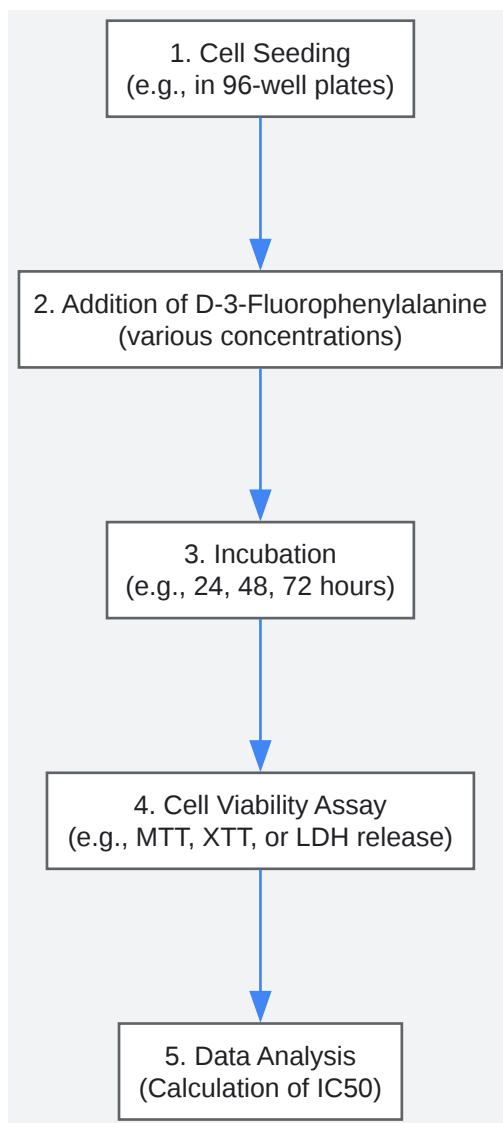 1. Cell Seeding
(e.g., in 96-well plates)
2. Addition of D-3-Fluorophenylalanine
(various concentrations)
3. Incubation
(e.g., 24, 48, 72 hours)
4. Cell Viability Assay
(e.g., MTT, XTT, or LDH release)
5. Data Analysis
(Calculation of IC50)